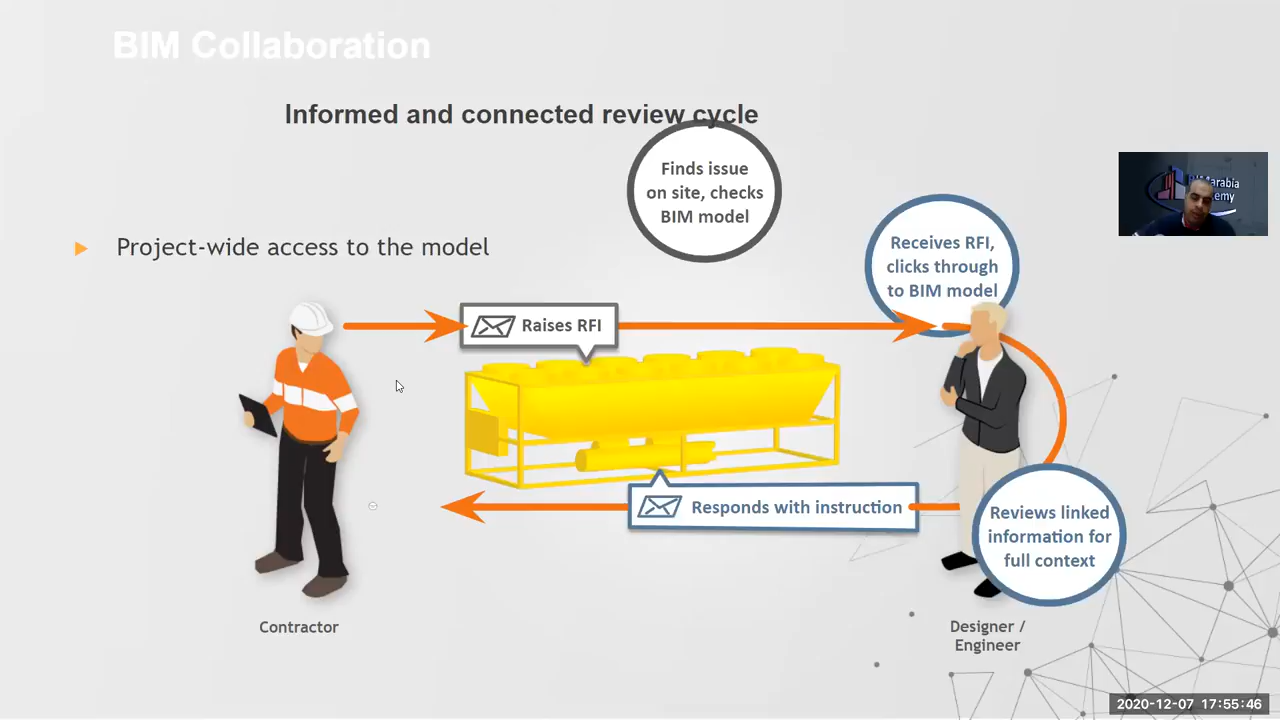 BIM Collaboration
Informed and connected review cycle
Finds issue
on site, checks
BIM model
Project-wide access to the model
Receives RFI,
clicks through
to BIM model
Raises RFI
Responds with instruction
Reviews linked
information for
full context
Contractor
Designer /
Engineer
2020-12-07 17:55:46